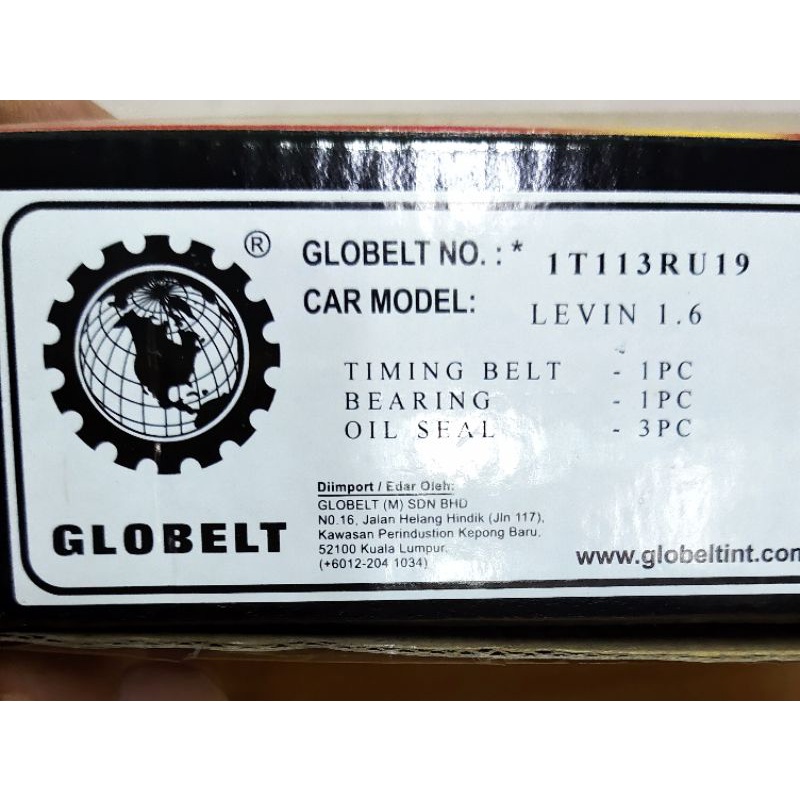 ®
GLOBELT NO. : * 1T113RU19
CAR MODEL: LEVIN 1.6
TIMING BELT - 1PC
BEARING - 1PC
OIL SEAL - 3PC
GLOBELT
Diimport / Edar Oleh:
GLOBELT (M) SDN BHD
N0.16, Jalan Helang Hindik (Jln 117),
Kawasan Perindustion Kepong Baru,
52100 Kuala Lumpur.
(+6012-204 1034)
www.globeltint.com